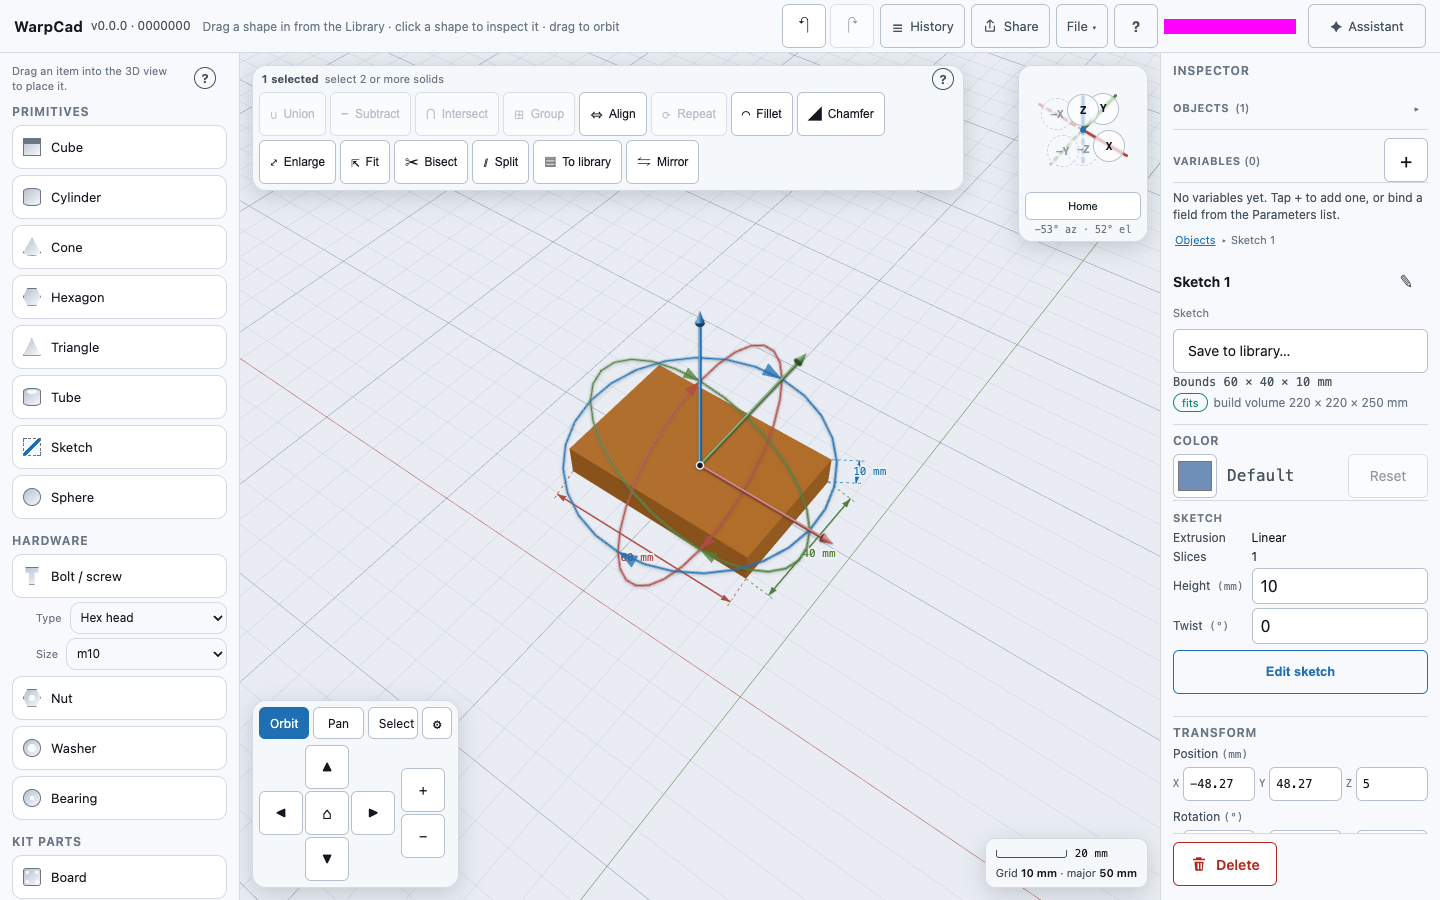 WarpCad v0.0.0 · 0000000 Drag a shape in from the Library · click a shape to inspect it · drag to orbit
History
Share
File
?
Assistant
Drag an item into the 3D view
to place it.
?
PRIMITIVES
Cube
Cylinder
Cone
Hexagon
Triangle
Tube
Sketch
Sphere
HARDWARE
Bolt / screw
Type Hex head
Size m10
Nut
Washer
Bearing
KIT PARTS
Board
1 selected select 2 or more solids
?
Union
Subtract
Intersect
Group
Align
Repeat
Fillet
Chamfer
Enlarge
Fit
Bisect
Split
To library
Mirror
Z
Y
X
−X
−Y
−Z
Home
−53° az · 52° el
10 mm
40 mm
60 mm
Orbit
Pan
Select
+
−
20 mm
Grid 10 mm · major 50 mm
INSPECTOR
OBJECTS (1)
VARIABLES (0)
+
No variables yet. Tap + to add one, or bind a
field from the Parameters list.
Objects ▸ Sketch 1
Sketch 1
Sketch
Save to library...
Bounds 60 × 40 × 10 mm
fits build volume 220 × 220 × 250 mm
COLOR
Default
Reset
SKETCH
Extrusion Linear
Slices 1
Height (mm) 10
Twist (°) 0
Edit sketch
TRANSFORM
Position (mm)
X −48.27 Y 48.27 Z 5
Rotation (°)
Delete